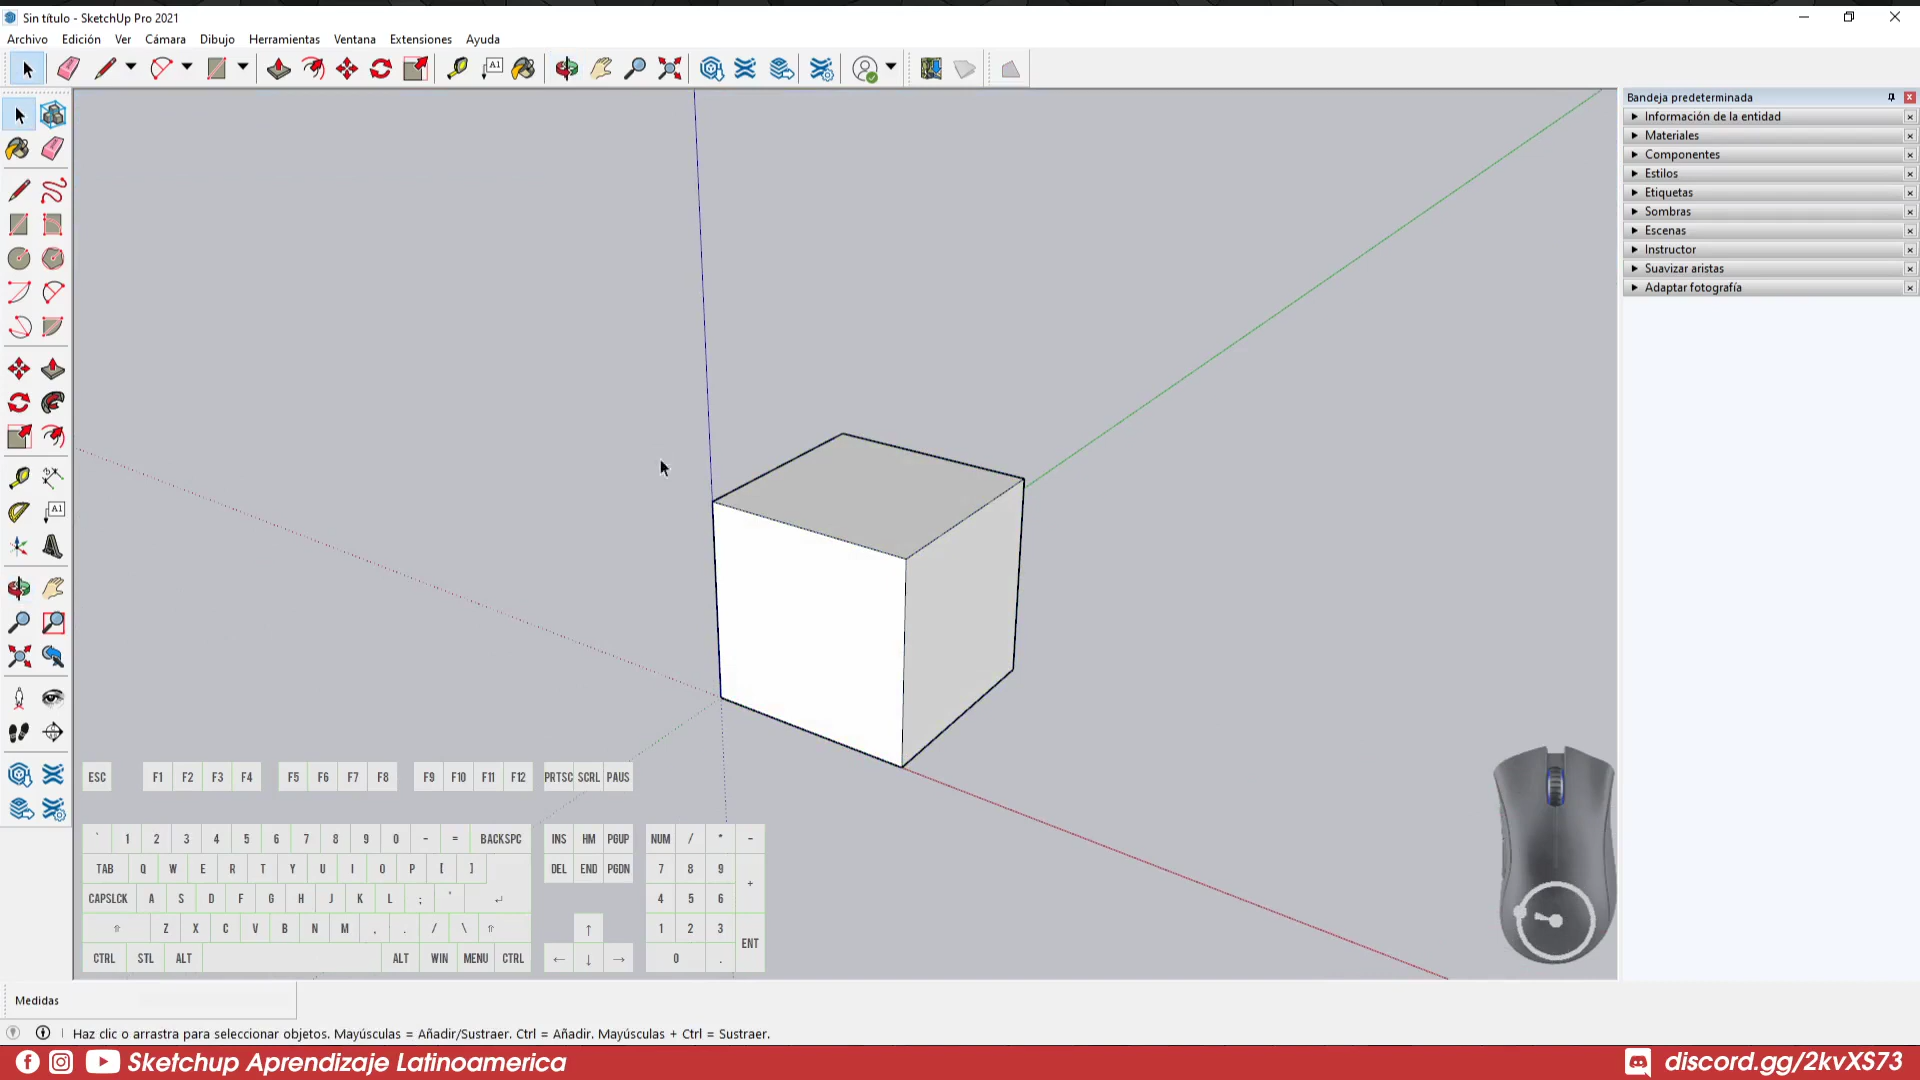 Sin título - SketchUp Pro 2021
Archivo Edición Ver Cámara Dibujo Herramientas Ventana Extensiones Ayuda
A1
Bandeja predeterminada
Información de la entidad
Materiales
Componentes
Estilos
Etiquetas
Sombras
Escenas
Instructor
Suavizar aristas
Adaptar fotografía
A1
ESC F1 F2 F3 F4 F5 F6 F7 F8 F9 F10 F11 F12 PRTSC SCRL PAUS
` 1 2 3 4 5 6 7 8 9 0 - = BACKSPC INS HM PGUP NUM / * -
TAB Q W E R T Y U I O P [ ] DEL END PGDN 7 8 9 +
CAPSLCK A S D F G H J K L ; ' ↵ 4 5 6
⇧ Z X C V B N M , . / \ ⇧ ↑ 1 2 3 ENT
CTRL STL ALT ALT WIN MENU CTRL ← ↓ → 0 .
Medidas
Haz clic o arrastra para seleccionar objetos. Mayúsculas = Añadir/Sustraer. Ctrl = Añadir. Mayúsculas + Ctrl = Sustraer.
Sketchup Aprendizaje Latinoamerica
discord.gg/2kvXS73